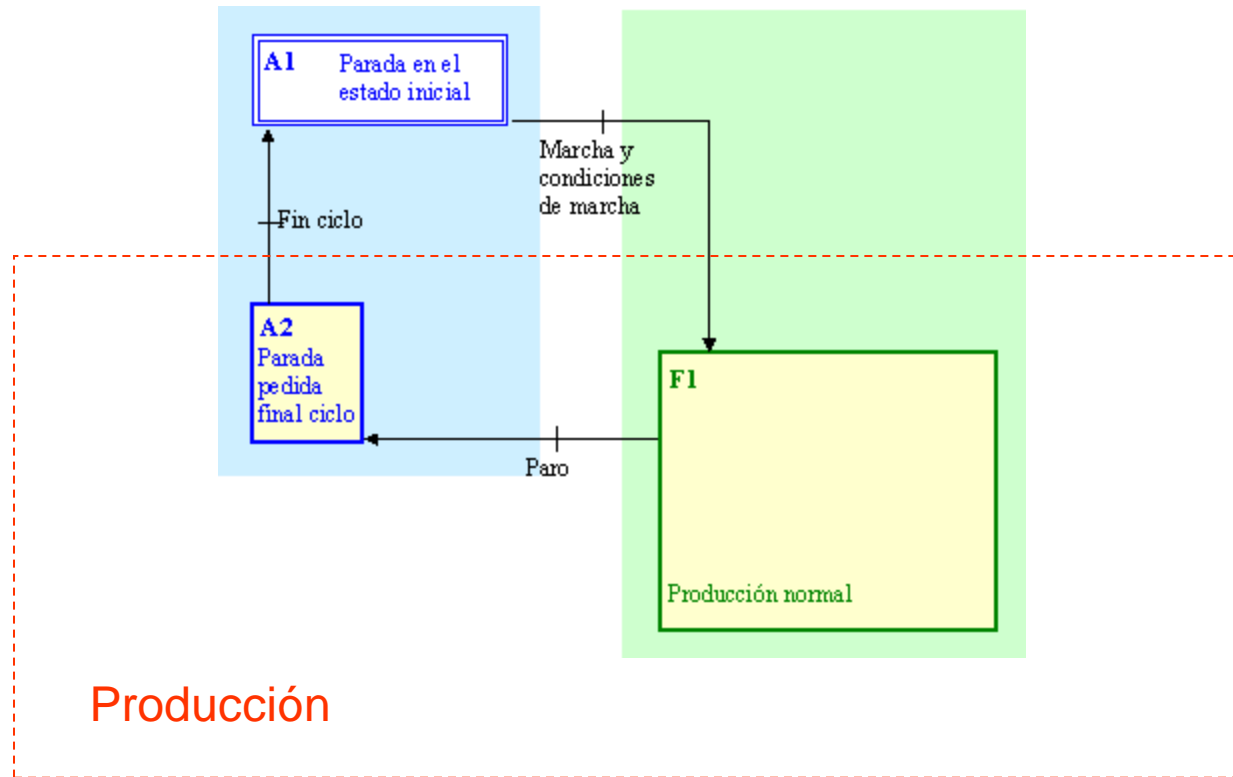 A1
Parada en el
estado inicial
Marcha y
condiciones
de marcha
Fin ciclo
A2
Parada
pedida
final ciclo
F1
Paro
Producción normal
Producción